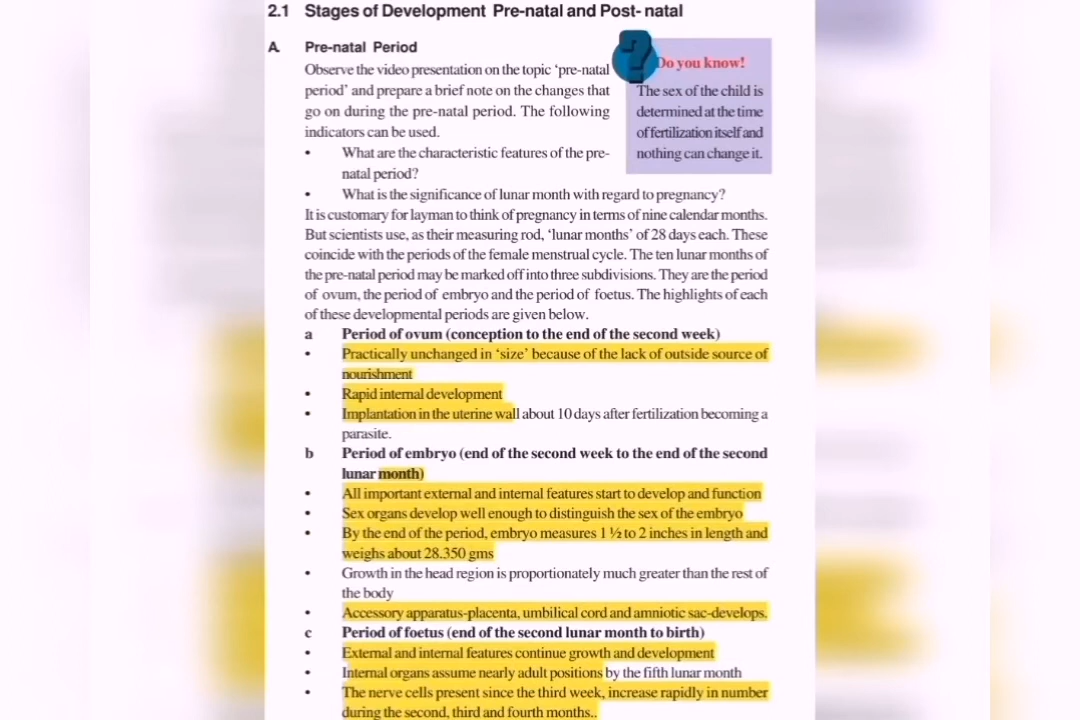 2.1 Stages of Development Pre-natal and Post- natal
A Pre-natal Period
Observe the video presentation on the topic ‘pre-natal
period’ and prepare a brief note on the changes that
go on during the pre-natal period. The following
indicators can be used.
Do you know!
The sex of the child is
determined at the time
of fertilization itself and
nothing can change it.
• What are the characteristic features of the pre-
natal period?
• What is the significance of lunar month with regard to pregnancy?
It is customary for layman to think of pregnancy in terms of nine calendar months.
But scientists use, as their measuring rod, ‘lunar months’ of 28 days each. These
coincide with the periods of the female menstrual cycle. The ten lunar months of
the pre-natal period may be marked off into three subdivisions. They are the period
of ovum, the period of embryo and the period of foetus. The highlights of each
of these developmental periods are given below.
a Period of ovum (conception to the end of the second week)
• Practically unchanged in ‘size’ because of the lack of outside source of
nourishment
• Rapid internal development
• Implantation in the uterine wall about 10 days after fertilization becoming a
parasite.
b Period of embryo (end of the second week to the end of the second
lunar month)
• All important external and internal features start to develop and function
• Sex organs develop well enough to distinguish the sex of the embryo
• By the end of the period, embryo measures 1 ½ to 2 inches in length and
weighs about 28.350 gms
• Growth in the head region is proportionately much greater than the rest of
the body
• Accessory apparatus-placenta, umbilical cord and amniotic sac-develops.
c Period of foetus (end of the second lunar month to birth)
• External and internal features continue growth and development
• Internal organs assume nearly adult positions by the fifth lunar month
• The nerve cells present since the third week, increase rapidly in number
during the second, third and fourth months..